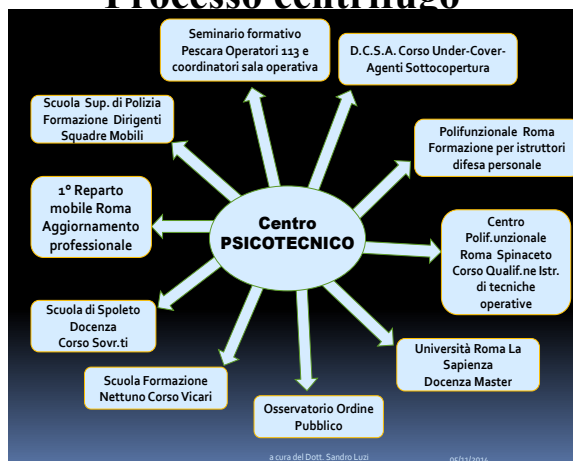 Processo centrifugo
Seminario formativo
Pescara Operatori 113 e
coordinatori sala operativa
D.C.S.A. Corso Under-Cover-
Agenti Sottocopertura
Scuola Sup. di Polizia
Formazione Dirigenti
Squadre Mobili
Polifunzionale Roma
Formazione per istruttori
difesa personale
1° Reparto
mobile Roma
Aggiornamento
professionale
Centro
PSICOTECNICO
Centro
Polif.unzionale
Roma Spinaceto
Corso Qualif.ne Istr.
di tecniche
operative
Scuola di Spoleto
Docenza
Corso Sovr.ti
Università Roma La
Sapienza
Docenza Master
Scuola Formazione
Nettuno Corso Vicari
Osservatorio Ordine
Pubblico
a cura del Dott. Sandro Luzi
05/11/2014